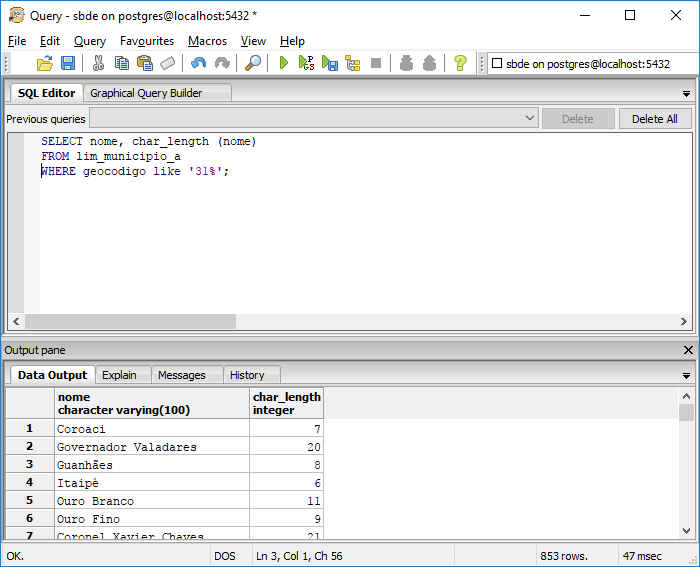 Query - sbde on postgres@localhost:5432 *
File Edit Query Favourites Macros View Help
sbde on postgres@localhost:5432
SQL Editor Graphical Query Builder
Previous queries Delete Delete All
SELECT nome, char_length (nome)
FROM lim_municipio_a
WHERE geocodigo like '31%';
Output pane
Data Output Explain Messages History
nome char_length
character varying(100) integer
1 Coroaci 7
2 Governador Valadares 20
3 Guanhães 8
4 Itaipé 6
5 Ouro Branco 11
6 Ouro Fino 9
7 Coronel Xavier Chaves 21
OK. DOS Ln 3, Col 1, Ch 56 853 rows. 47 msec